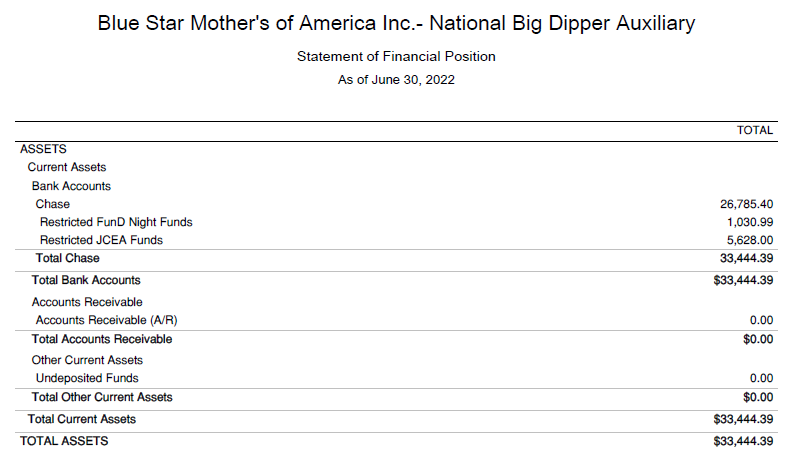 Blue Star Mother's of America Inc.- National Big Dipper Auxiliary
Statement of Financial Position
As of June 30, 2022
TOTAL
ASSETS
Current Assets
Bank Accounts
Chase 26,785.40
Restricted FunD Night Funds 1,030.99
Restricted JCEA Funds 5,628.00
Total Chase 33,444.39
Total Bank Accounts $33,444.39
Accounts Receivable
Accounts Receivable (A/R) 0.00
Total Accounts Receivable $0.00
Other Current Assets
Undeposited Funds 0.00
Total Other Current Assets $0.00
Total Current Assets $33,444.39
TOTAL ASSETS $33,444.39